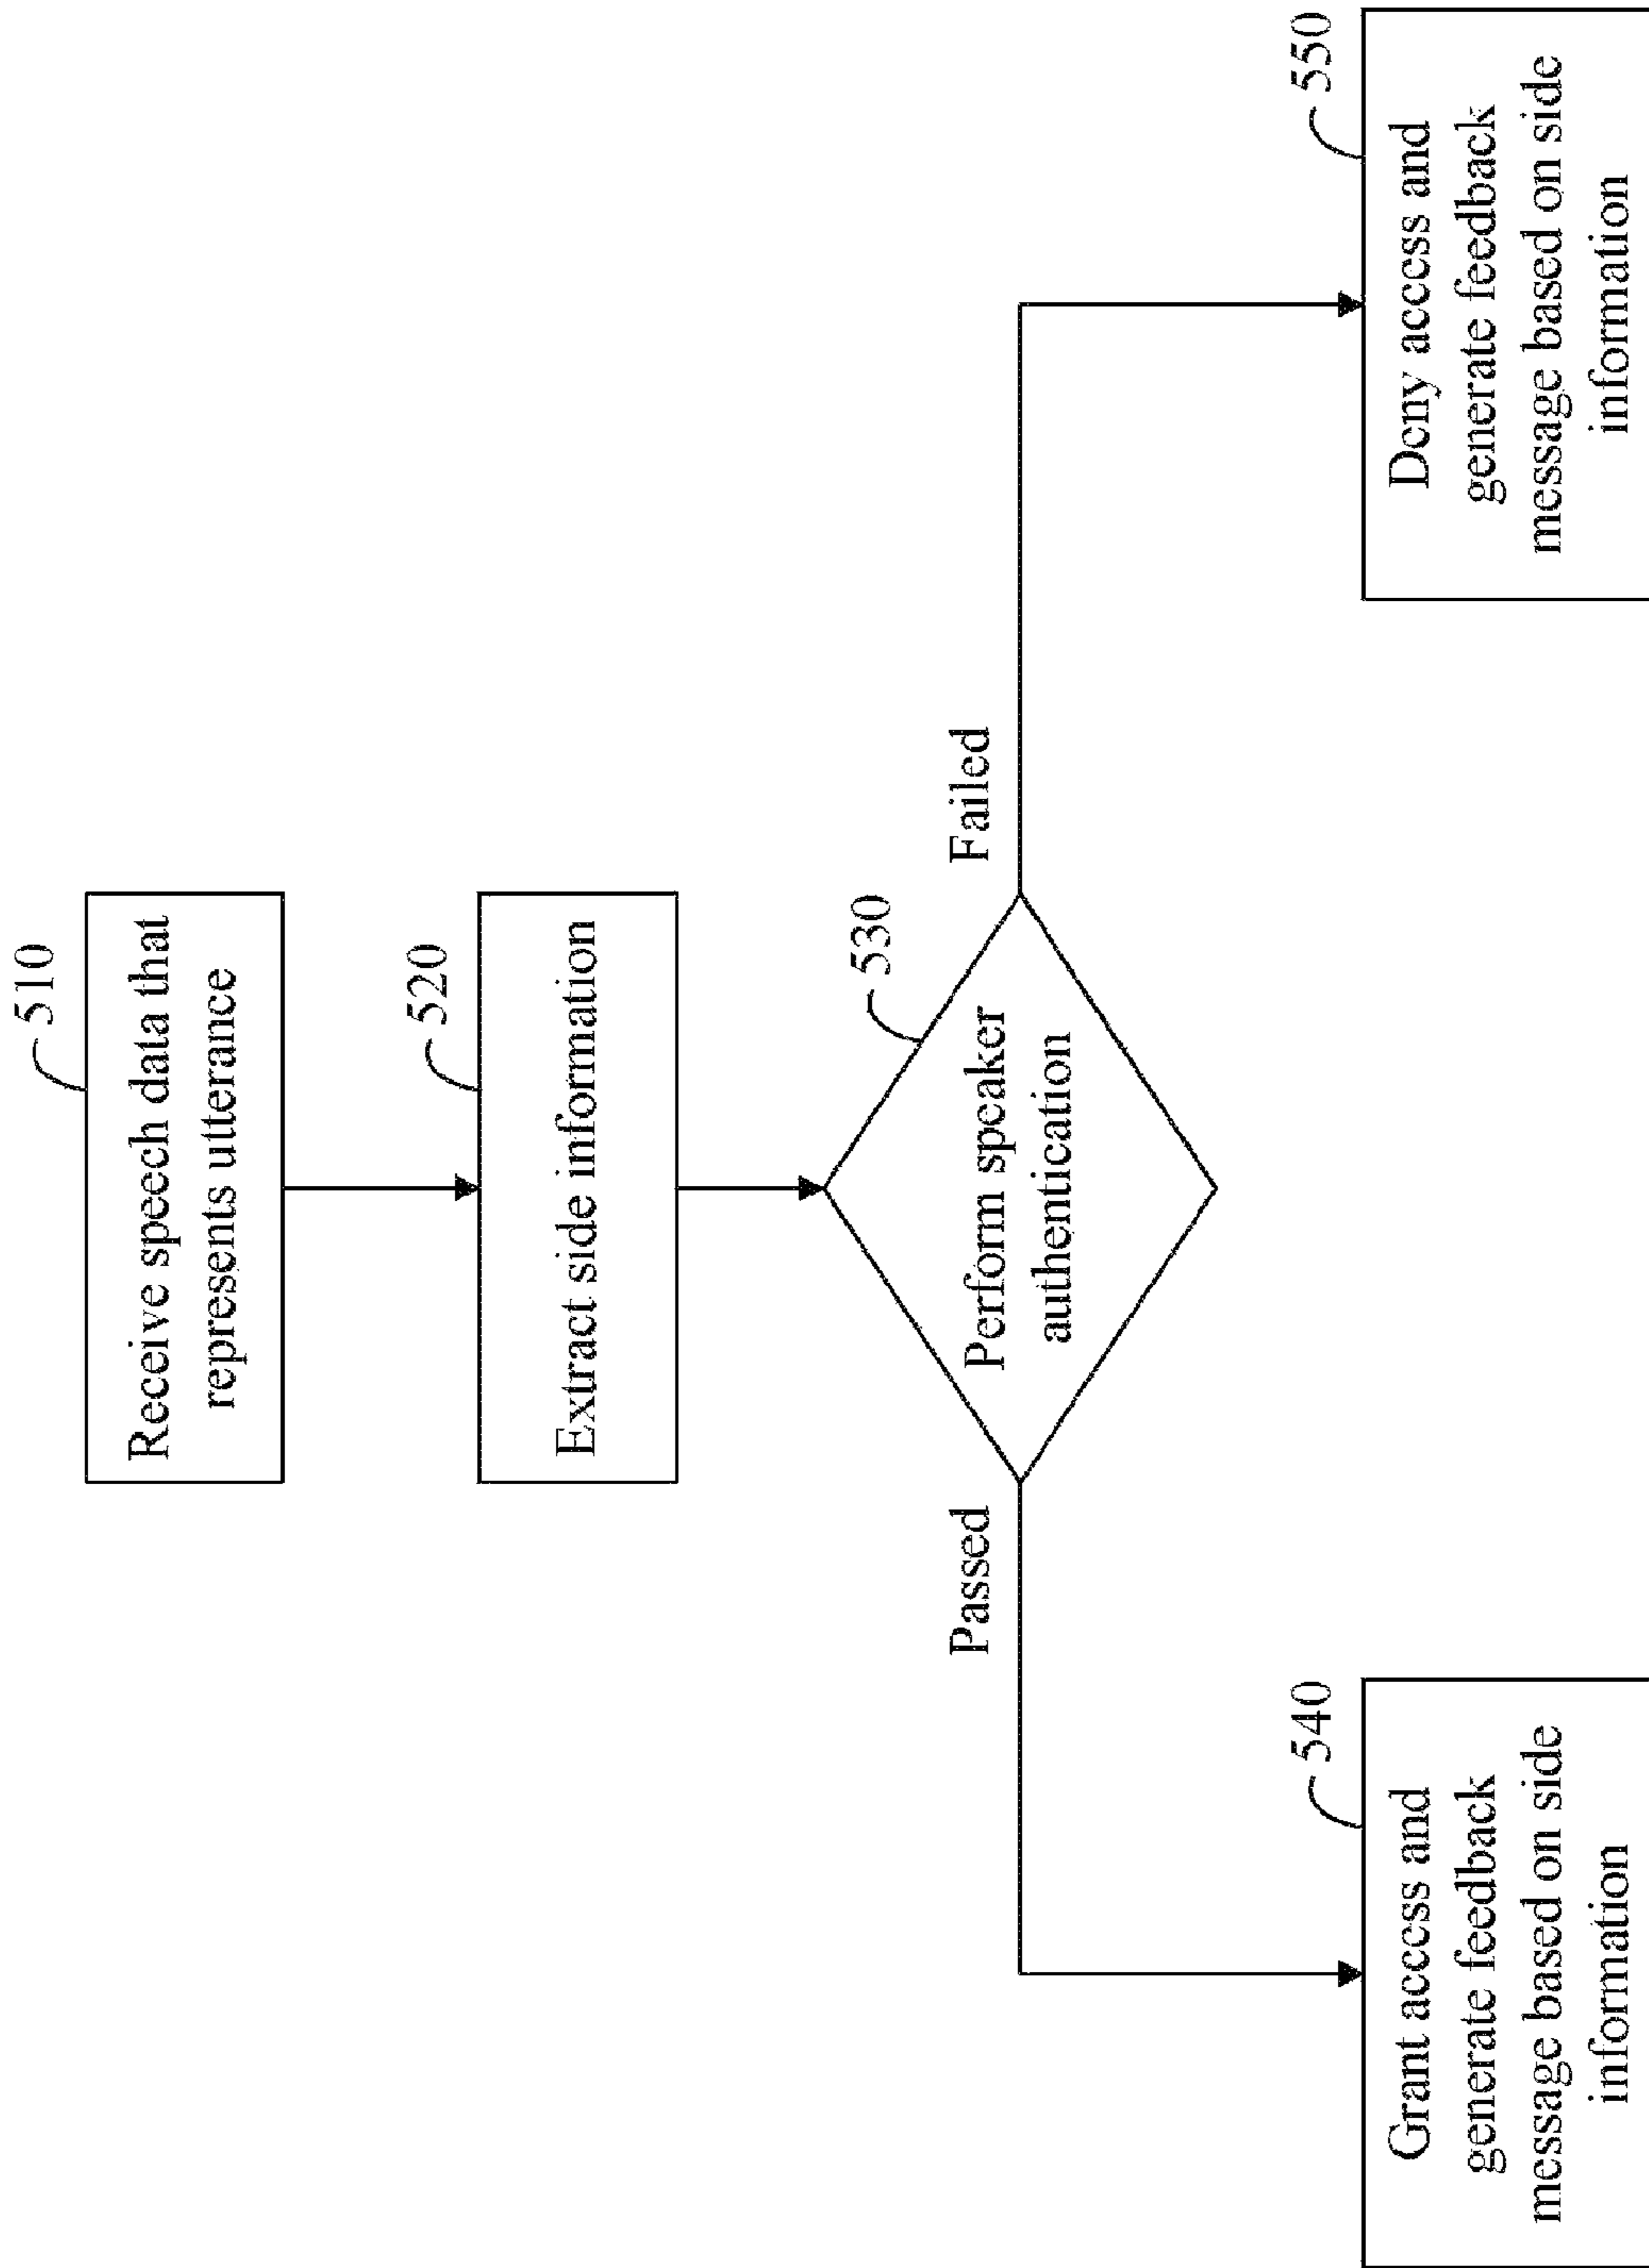 510
Receive speech data that
represents utterance
520
Extract side information
530
Perform speaker
authentication
Passed
Failed
540
Grant access and
generate feedback
message based on side
information
550
Deny access and
generate feedback
message based on side
information